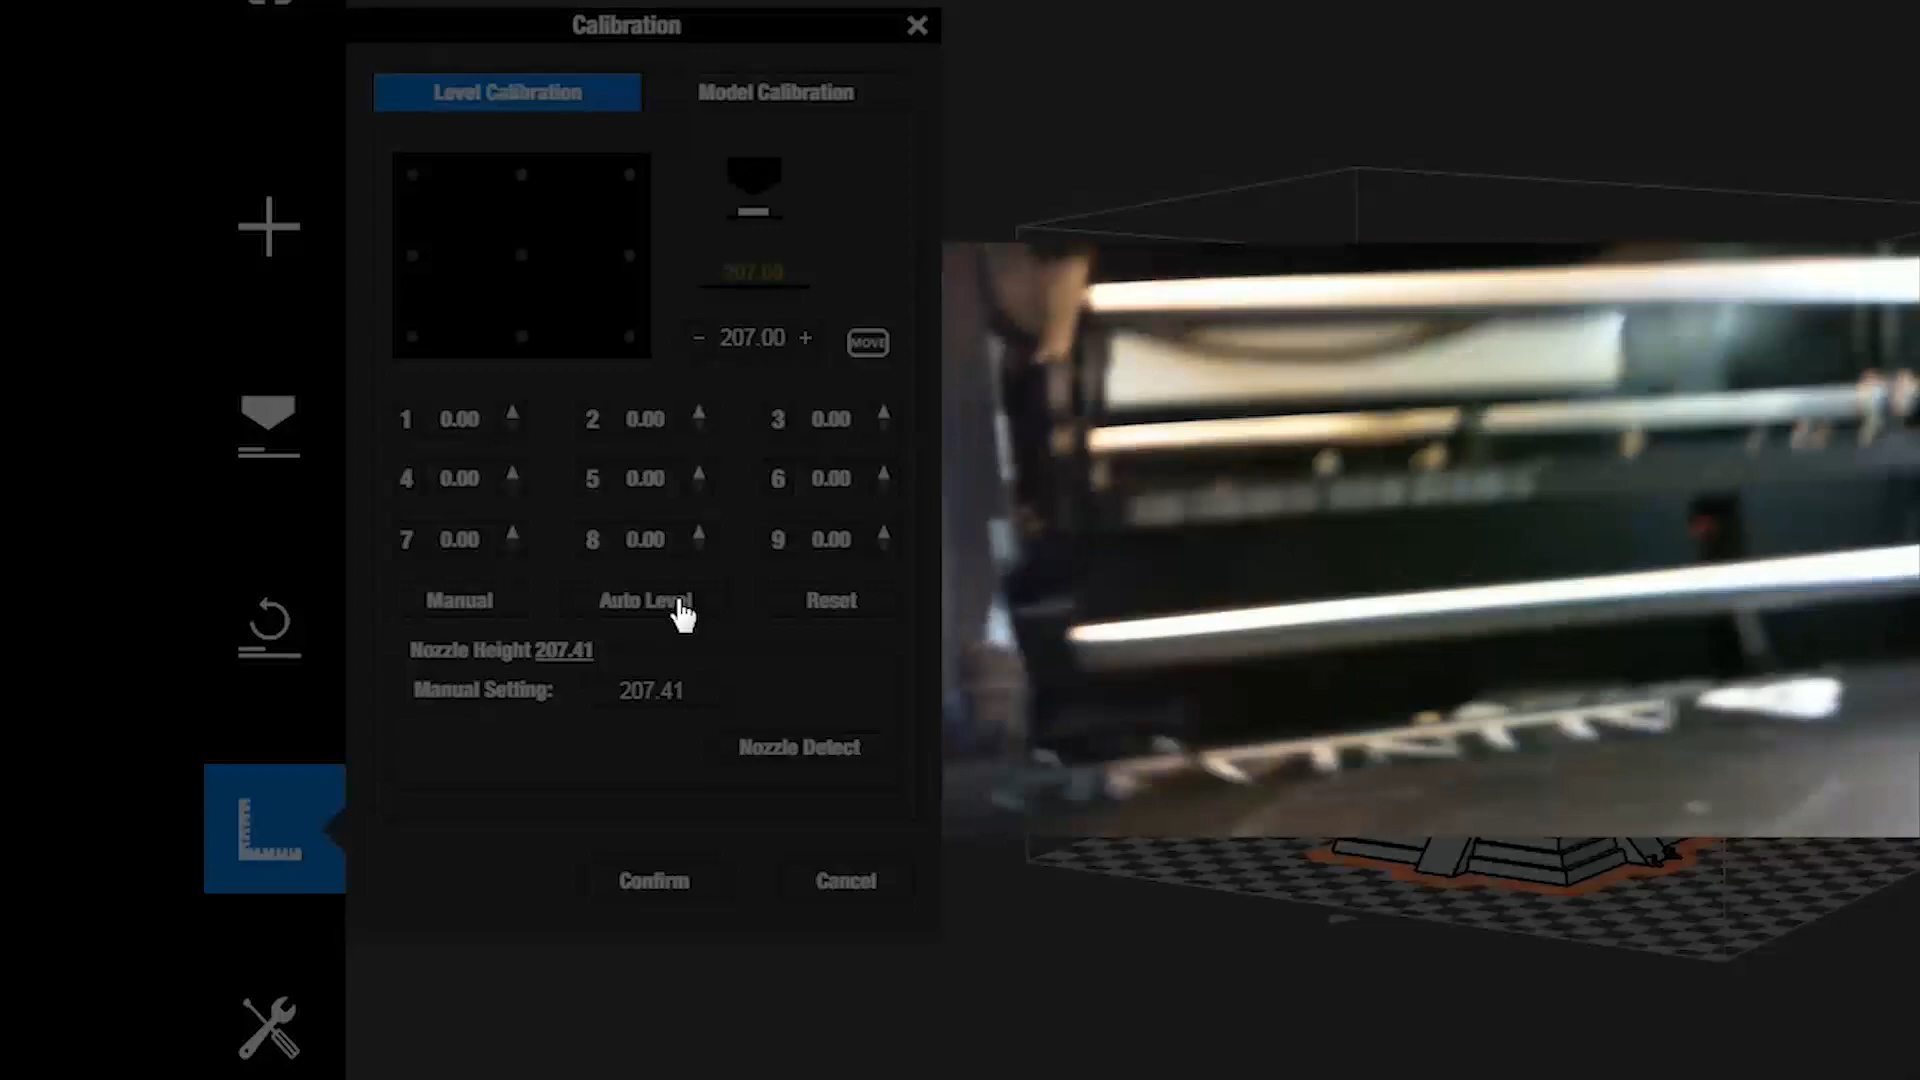 Calibration
Level Calibration
Model Calibration
207.00
- 207.00 +
MOVE
1 0.00 2 0.00 3 0.00
4 0.00 5 0.00 6 0.00
7 0.00 8 0.00 9 0.00
Manual Auto Level Reset
Nozzle Height 207.41
Manual Setting: 207.41
Nozzle Detect
Confirm Cancel